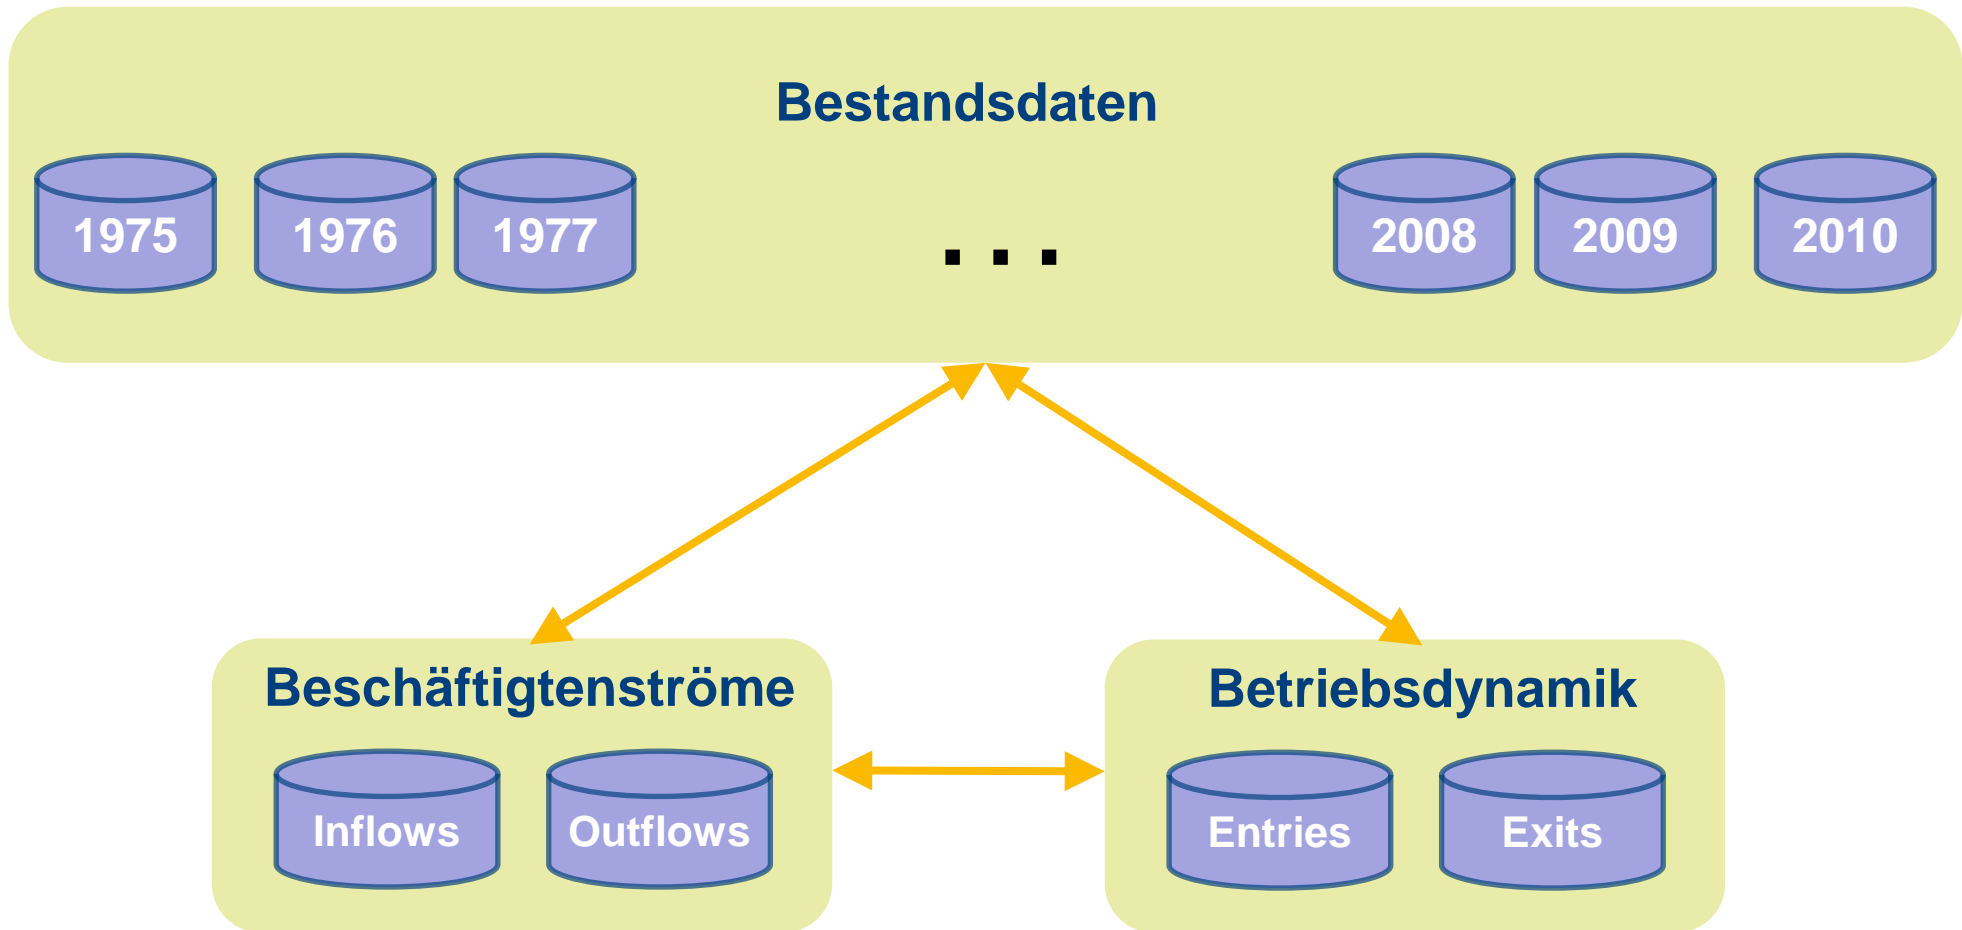 Bestandsdaten
1975 1976 1977 ... 2008 2009 2010
Beschäftigtenströme
Inflows Outflows
Betriebsdynamik
Entries Exits